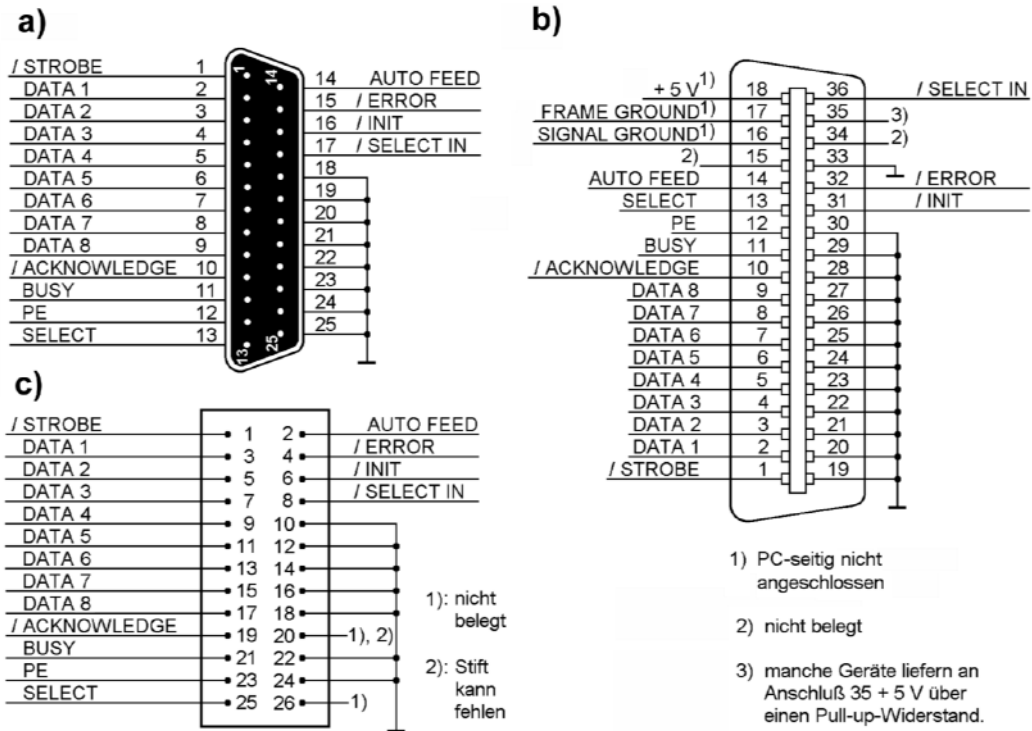 a)
/ STROBE 1
DATA 1 2
DATA 2 3
DATA 3 4
DATA 4 5
DATA 5 6
DATA 6 7
DATA 7 8
DATA 8 9
/ ACKNOWLEDGE 10
BUSY 11
PE 12
SELECT 13
1 14
13 25
14 AUTO FEED
15 / ERROR
16 / INIT
17 / SELECT IN
18
19
20
21
22
23
24
25
b)
+ 5 V1) 18 36 / SELECT IN
FRAME GROUND1) 17 35 3)
SIGNAL GROUND1) 16 34 2)
2) 15 33
AUTO FEED 14 32 / ERROR
SELECT 13 31 / INIT
PE 12 30
BUSY 11 29
/ ACKNOWLEDGE 10 28
DATA 8 9 27
DATA 7 8 26
DATA 6 7 25
DATA 5 6 24
DATA 4 5 23
DATA 3 4 22
DATA 2 3 21
DATA 1 2 20
/ STROBE 1 19
1) PC-seitig nicht
angeschlossen
2) nicht belegt
3) manche Geräte liefern an
Anschluß 35 + 5 V über
einen Pull-up-Widerstand.
c)
/ STROBE 1 2 AUTO FEED
DATA 1 3 4 / ERROR
DATA 2 5 6 / INIT
DATA 3 7 8 / SELECT IN
DATA 4 9 10
DATA 5 11 12
DATA 6 13 14
DATA 7 15 16
DATA 8 17 18
/ ACKNOWLEDGE 19 20 1), 2)
BUSY 21 22
PE 23 24
SELECT 25 26 1)
1): nicht
belegt
2): Stift
kann
fehlen